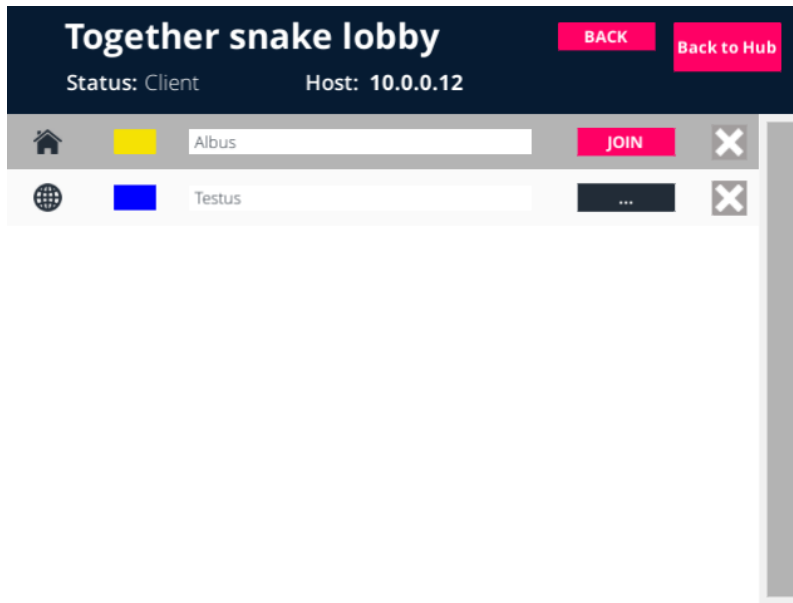 Together snake lobby
BACK
Back to Hub
Status: Client
Host: 10.0.0.12
Albus
JOIN
Testus
...